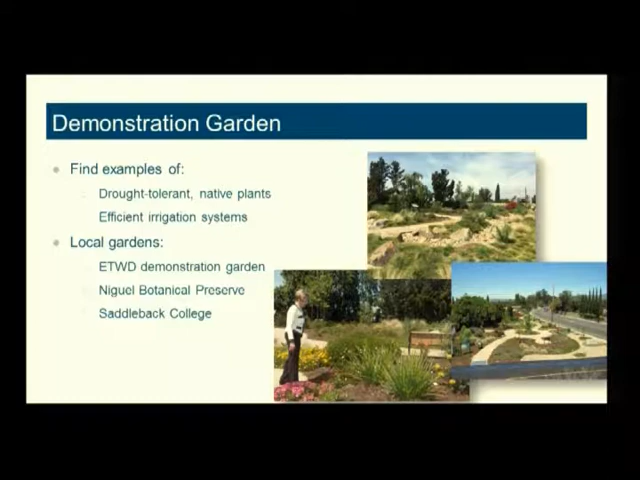 Demonstration Garden
Find examples of:
Drought-tolerant, native plants
Efficient irrigation systems
Local gardens:
ETWD demonstration garden
Niguel Botanical Preserve
Saddleback College